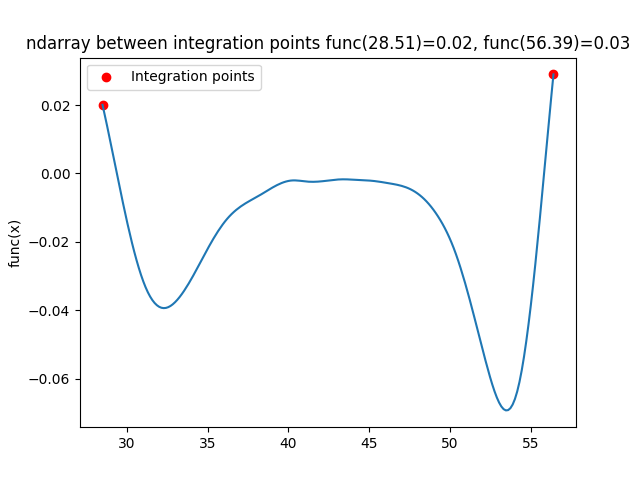 ndarray between integration points func(28.51)=0.02, func(56.39)=0.03
Integration points
0.02
0.00
−0.02
−0.04
−0.06
func(x)
30 35 40 45 50 55